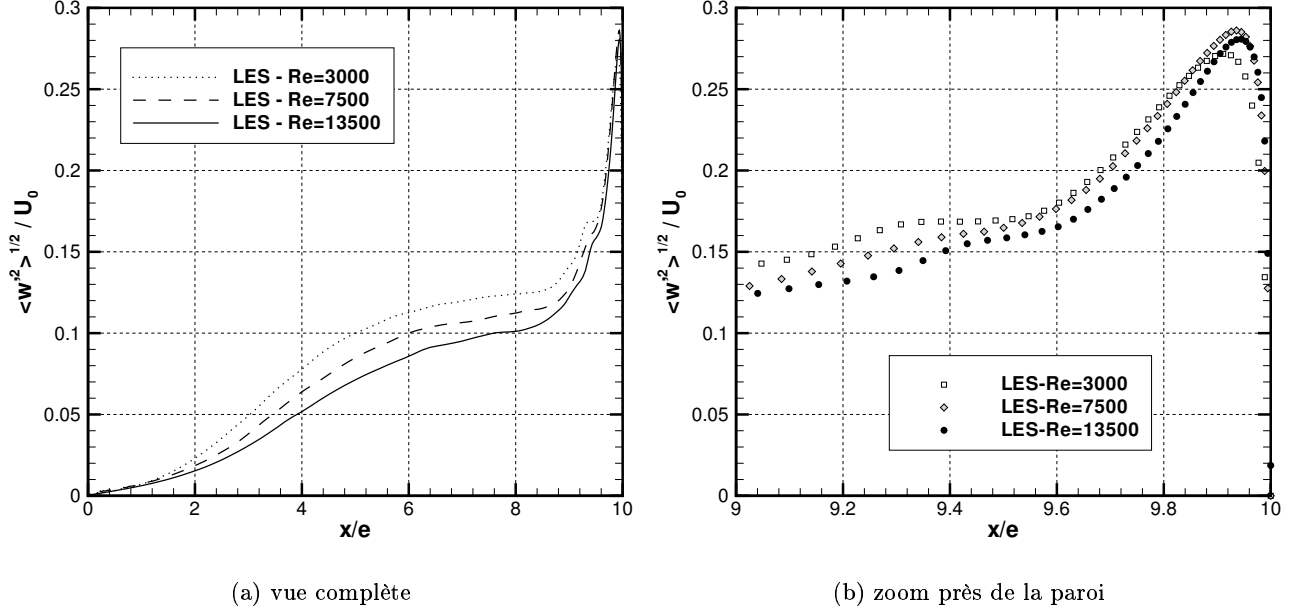 0.3
0.25
0.2
0.15
0.1
0.05
0
<w'²>^1/2 / U₀
LES - Re=3000
LES - Re=7500
LES - Re=13500
0 2 4 6 8 10
x/e
(a) vue complète
0.3
0.25
0.2
0.15
0.1
0.05
0
<w'²>^1/2 / U₀
LES-Re=3000
LES-Re=7500
LES-Re=13500
9 9.2 9.4 9.6 9.8 10
x/e
(b) zoom près de la paroi